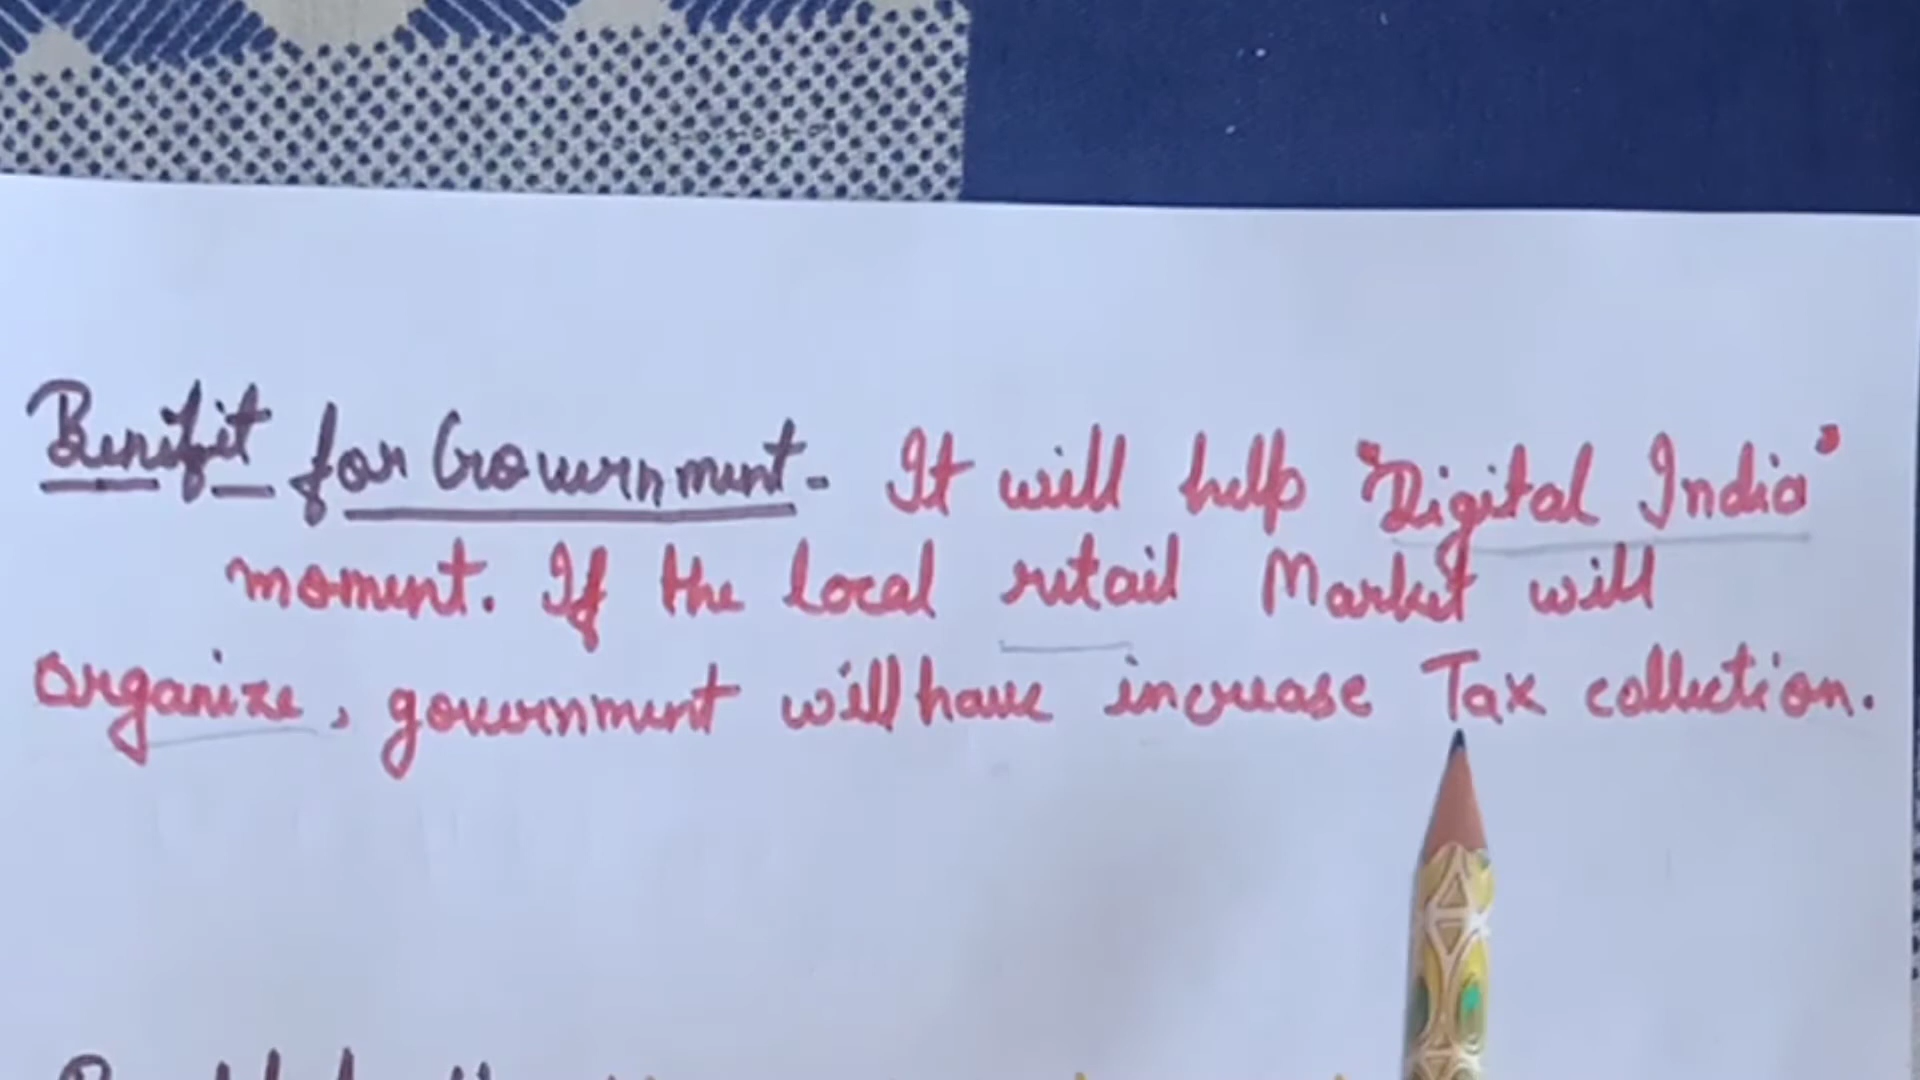 Benifit for Government - It will help "Digital India"
moment. If the local retail Market will
organize, government will have increase Tax collection.